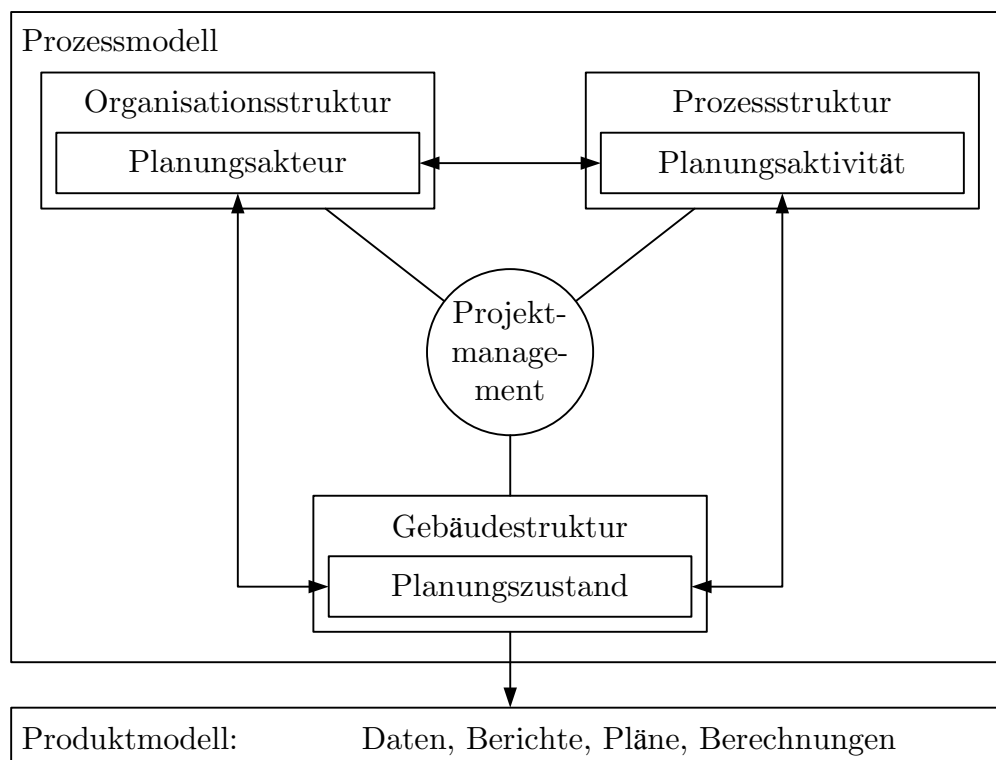 Prozessmodell
Organisationsstruktur
Planungsakteur
Prozessstruktur
Planungsaktivität
Projekt-
manage-
ment
Gebäudestruktur
Planungszustand
Produktmodell: Daten, Berichte, Pläne, Berechnungen